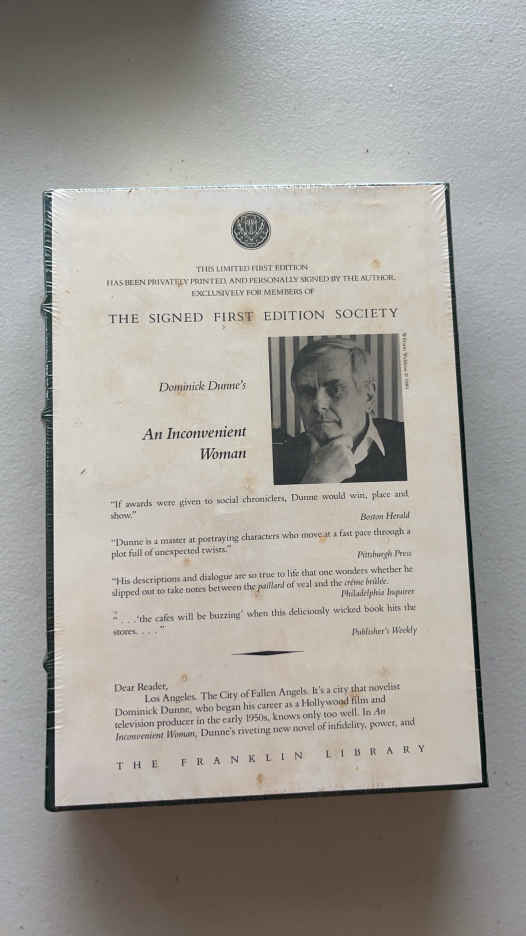 THIS LIMITED FIRST EDITION
HAS BEEN PRIVATELY PRINTED, AND PERSONALLY SIGNED BY THE AUTHOR,
EXCLUSIVELY FOR MEMBERS OF
THE SIGNED FIRST EDITION SOCIETY
Dominick Dunne's
An Inconvenient
Woman
"If awards were given to social chroniclers, Dunne would win, place and
show."
Boston Herald
"Dunne is a master at portraying characters who move at a fast pace through a
plot full of unexpected twists."
Pittsburgh Press
"His descriptions and dialogue are so true to life that one wonders whether he
slipped out to take notes between the paillard of veal and the crème brûlée.
Philadelphia Inquirer
" . . .'the cafes will be buzzing' when this deliciously wicked book hits the
stores. . . . "
Publisher's Weekly
Dear Reader,
Los Angeles. The City of Fallen Angels. It's a city that novelist
Dominick Dunne, who began his career as a Hollywood film and
television producer in the early 1950s, knows only too well. In An
Inconvenient Woman, Dunne's riveting new novel of infidelity, power, and
THE FRANKLIN LIBRARY